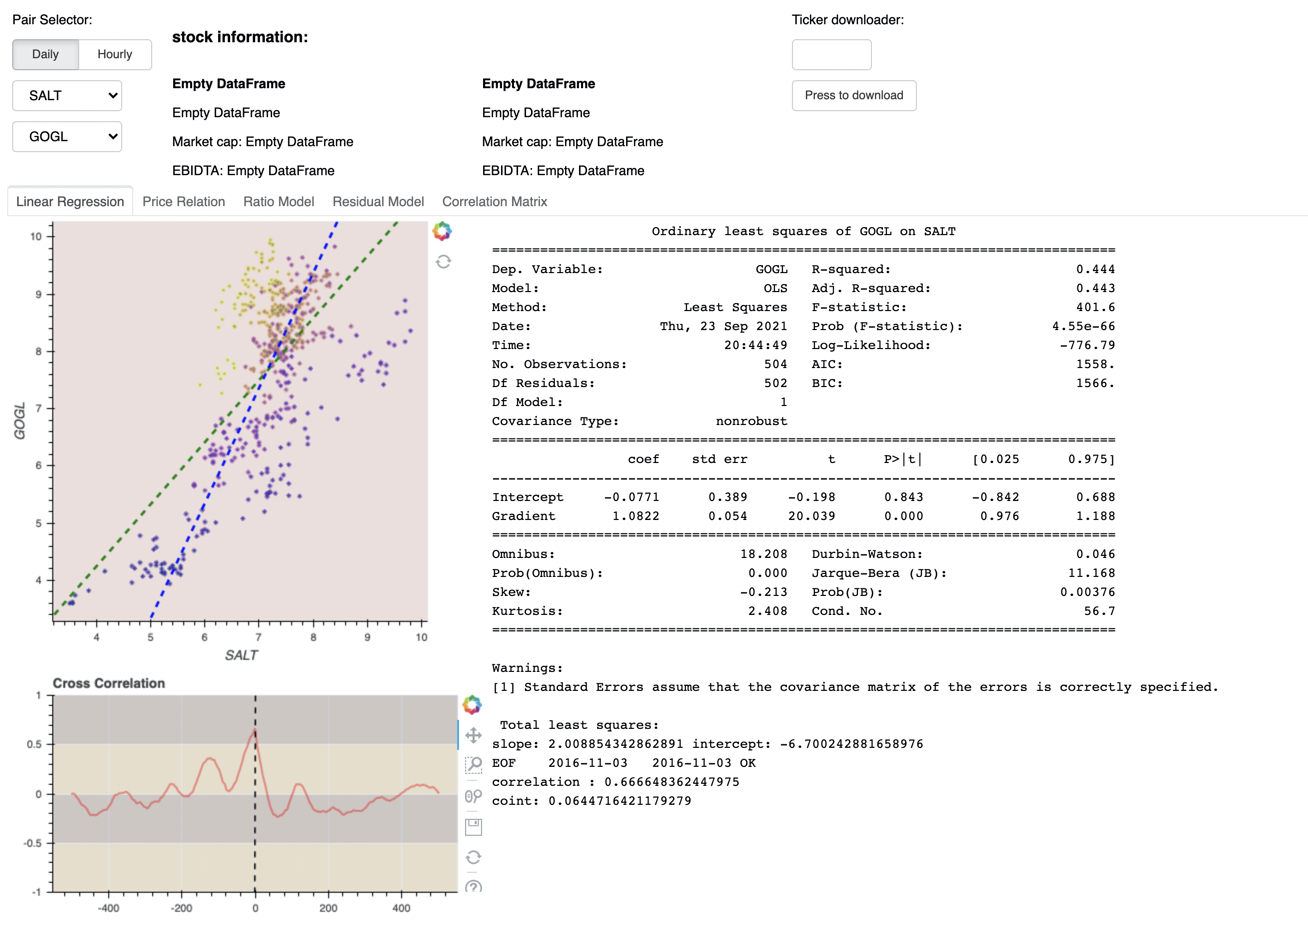 Pair Selector:
Daily Hourly
SALT
GOGL
stock information:
Empty DataFrame
Empty DataFrame
Market cap: Empty DataFrame
EBIDTA: Empty DataFrame
Empty DataFrame
Empty DataFrame
Market cap: Empty DataFrame
EBIDTA: Empty DataFrame
Ticker downloader:
Press to download
Linear Regression Price Relation Ratio Model Residual Model Correlation Matrix
10
9
8
7
6
5
4
GOGL
4 5 6 7 8 9 10
SALT
Cross Correlation
1
0.5
0
-0.5
-1
-400 -200 0 200 400
Ordinary least squares of GOGL on SALT
==============================================================================
Dep. Variable: GOGL R-squared: 0.444
Model: OLS Adj. R-squared: 0.443
Method: Least Squares F-statistic: 401.6
Date: Thu, 23 Sep 2021 Prob (F-statistic): 4.55e-66
Time: 20:44:49 Log-Likelihood: -776.79
No. Observations: 504 AIC: 1558.
Df Residuals: 502 BIC: 1566.
Df Model: 1
Covariance Type: nonrobust
==============================================================================
coef std err t P>|t| [0.025 0.975]
------------------------------------------------------------------------------
Intercept -0.0771 0.389 -0.198 0.843 -0.842 0.688
Gradient 1.0822 0.054 20.039 0.000 0.976 1.188
==============================================================================
Omnibus: 18.208 Durbin-Watson: 0.046
Prob(Omnibus): 0.000 Jarque-Bera (JB): 11.168
Skew: -0.213 Prob(JB): 0.00376
Kurtosis: 2.408 Cond. No. 56.7
==============================================================================
Warnings:
[1] Standard Errors assume that the covariance matrix of the errors is correctly specified.
Total least squares:
slope: 2.008854342862891 intercept: -6.700242881658976
EOF 2016-11-03 2016-11-03 OK
correlation : 0.666648362447975
coint: 0.0644716421179279